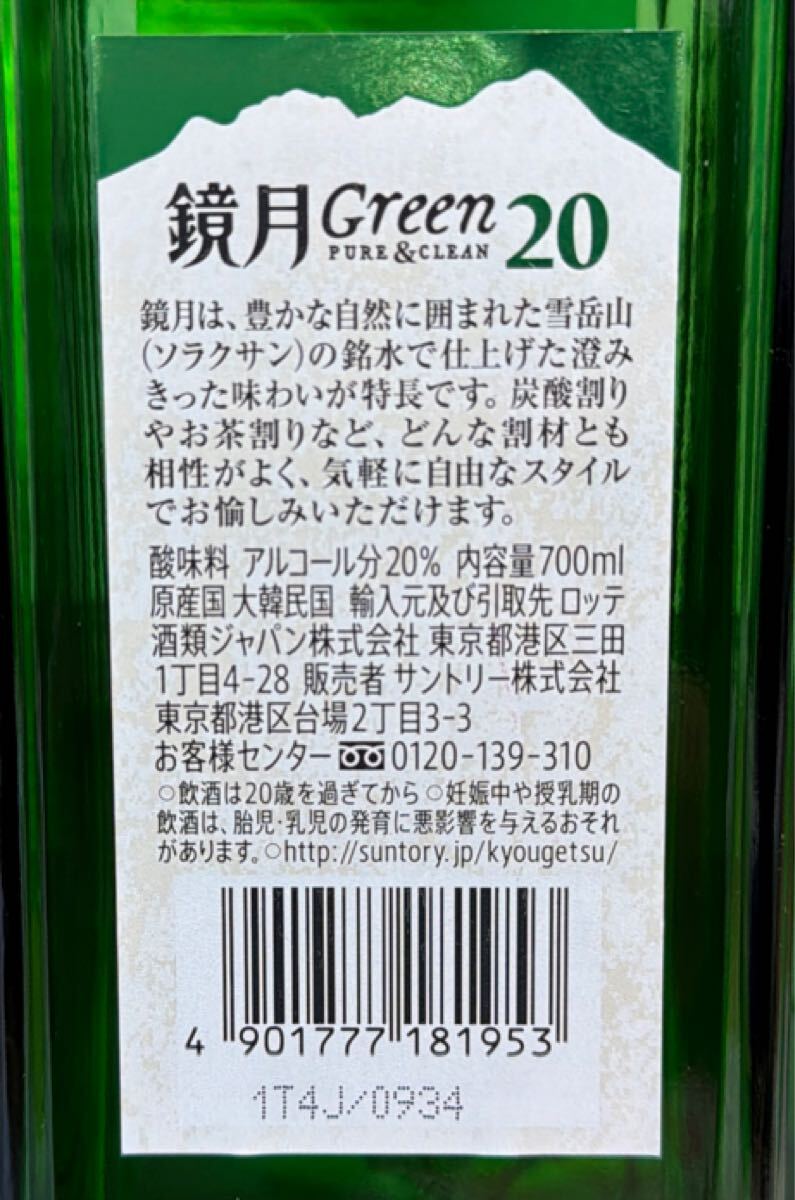 鏡月Green 20
PURE&CLEAN
鏡月は、豊かな自然に囲まれた雪岳山
(ソラクサン)の銘水で仕上げた澄み
きった味わいが特長です。炭酸割り
やお茶割りなど、どんな割材とも
相性がよく、気軽に自由なスタイル
でお愉しみいただけます。
酸味料 アルコール分20% 内容量700ml
原産国 大韓民国 輸入元及び引取先 ロッテ
酒類ジャパン株式会社 東京都港区三田
1丁目4-28 販売者 サントリー株式会社
東京都港区台場2丁目3-3
お客様センター 0120-139-310
○飲酒は20歳を過ぎてから ○妊娠中や授乳期の
飲酒は、胎児・乳児の発育に悪影響を与えるおそれ
があります。○http://suntory.jp/kyougetsu/
4 901777 181953
1T4J/0934